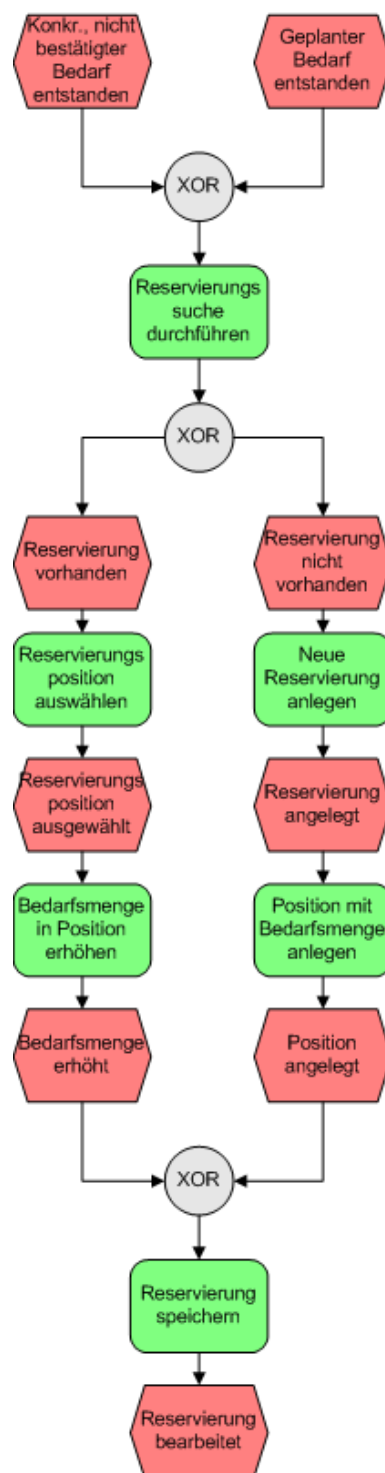 Konkr., nicht
bestätigter
Bedarf
entstanden
Geplanter
Bedarf
entstanden
XOR
Reservierungs
suche
durchführen
XOR
Reservierung
vorhanden
Reservierung
nicht
vorhanden
Reservierungs
position
auswählen
Neue
Reservierung
anlegen
Reservierungs
position
ausgewählt
Reservierung
angelegt
Bedarfsmenge
in Position
erhöhen
Position mit
Bedarfsmenge
anlegen
Bedarfsmenge
erhöht
Position
angelegt
XOR
Reservierung
speichern
Reservierung
bearbeitet